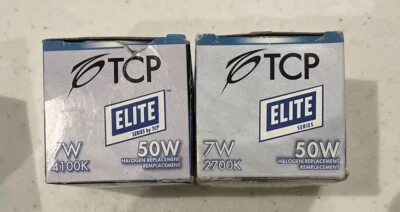 TCP
ELITE™
SERIES by TCP
7W 50W
4100K HALOGEN REPLACEMENT
REMPLACEMENT
TCP
ELITE
SERIES
7W 50W
2700K HALOGEN REPLACEMENT
REMPLACEMENT